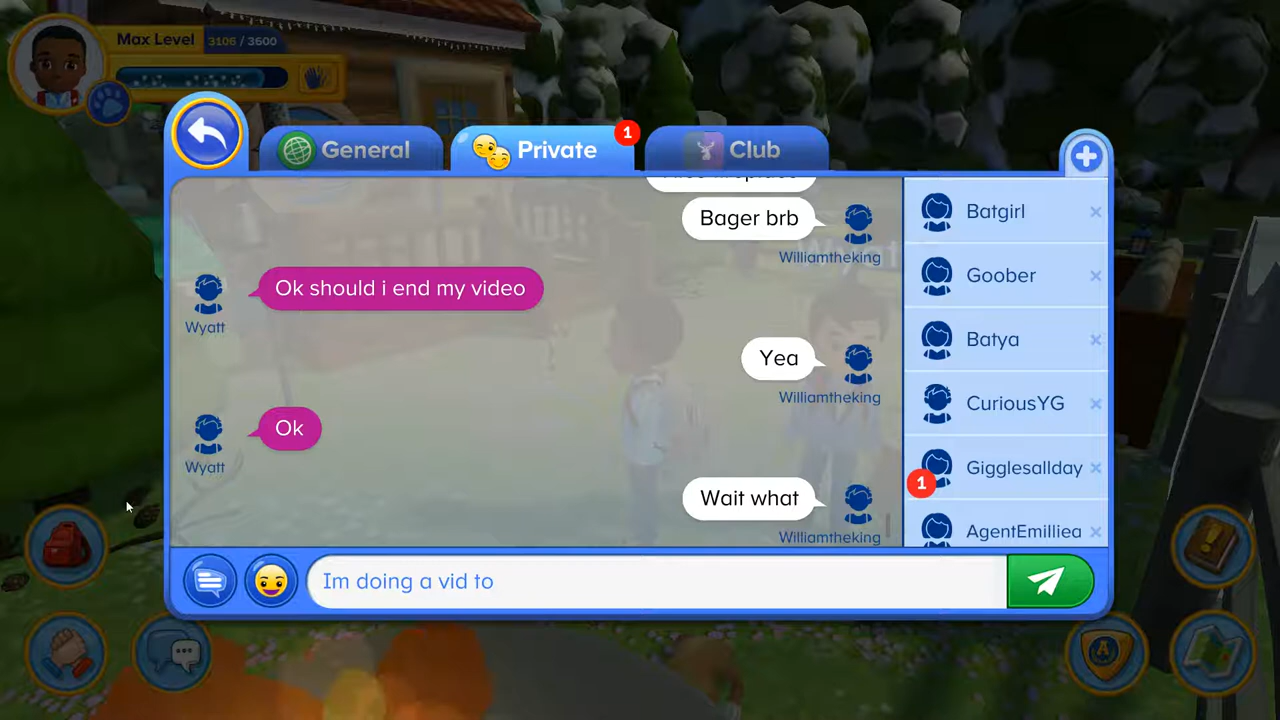 Max Level 3106 / 3600
General
Private
1
Club
Bager brb
Williamtheking
Ok should i end my video
Wyatt
Yea
Williamtheking
Ok
Wyatt
Wait what
Williamtheking
Batgirl
Goober
Batya
CuriousYG
Gigglesallday
1
AgentEmilliea
Im doing a vid to
A
Wyatt